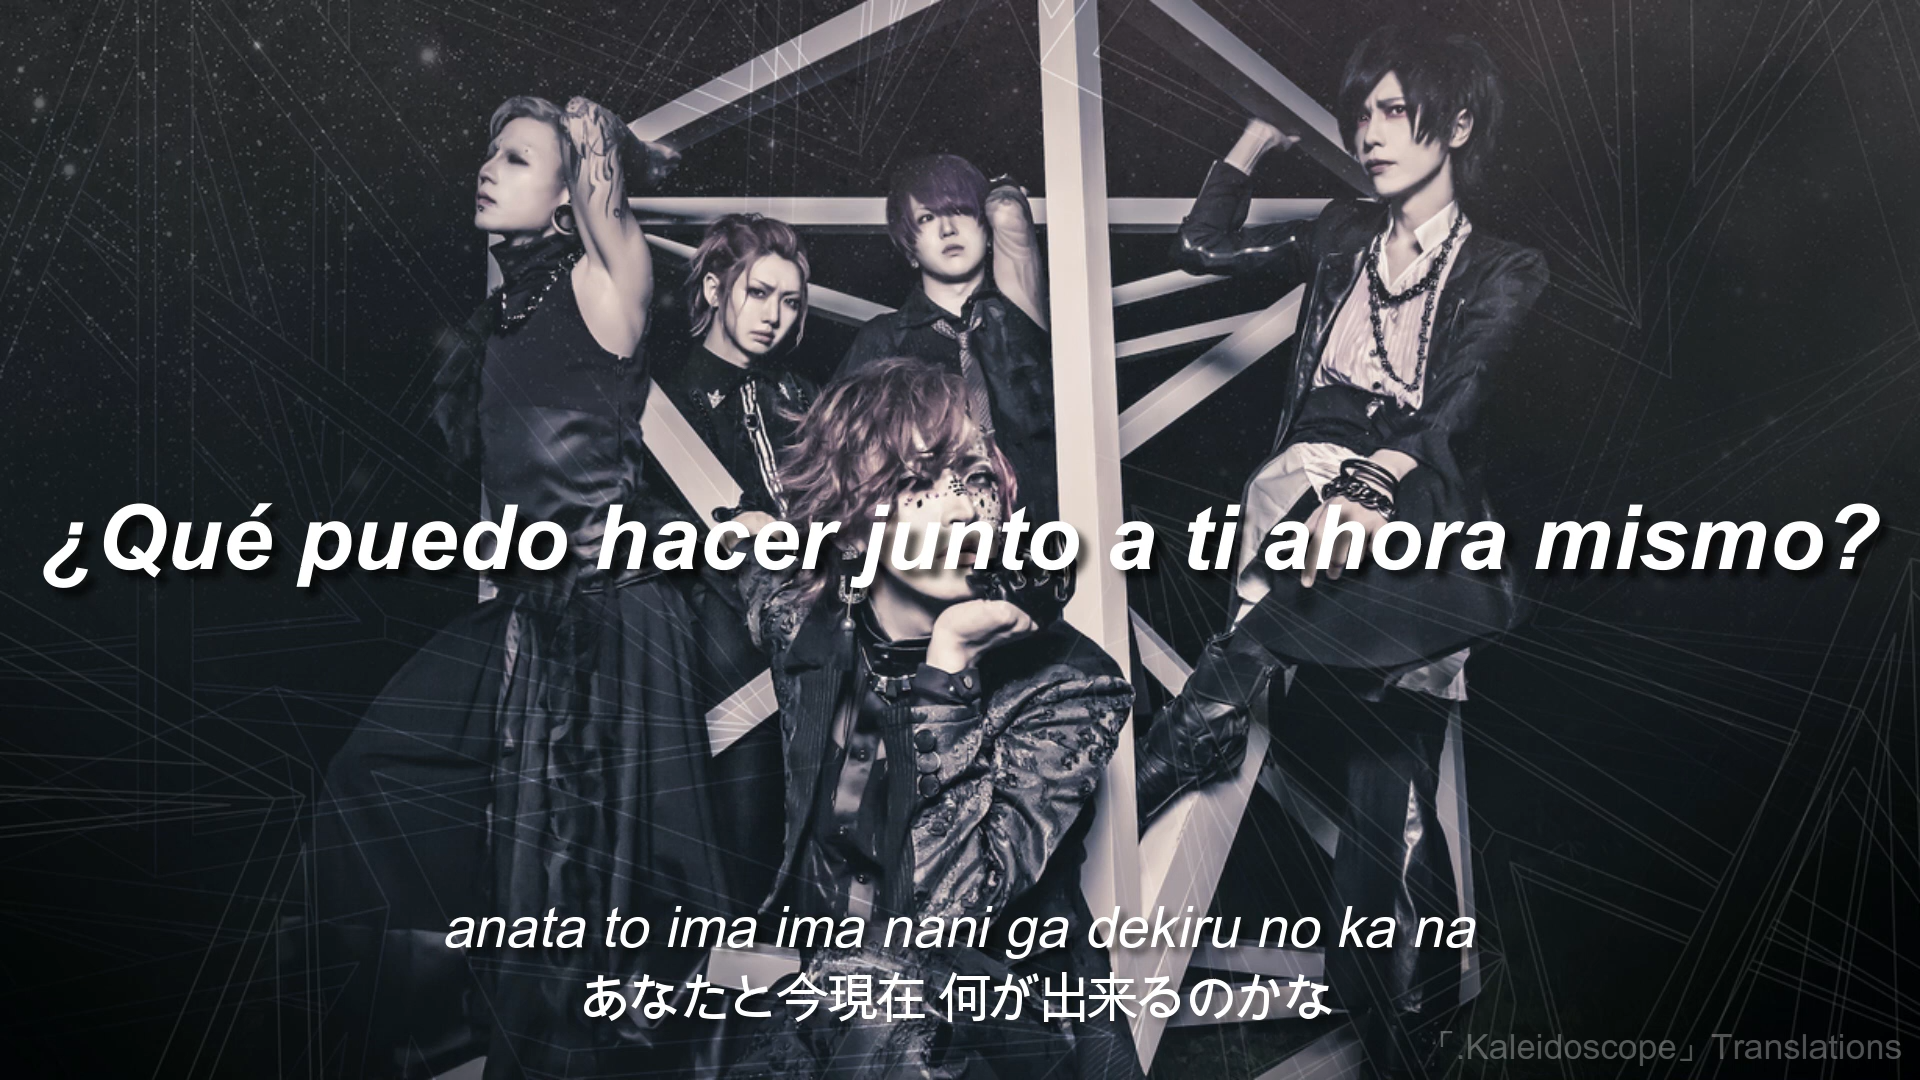 ¿Qué puedo hacer junto a ti ahora mismo?
anata to ima ima nani ga dekiru no ka na
あなたと今現在 何が出来るのかな
「.Kaleidoscope」Translations